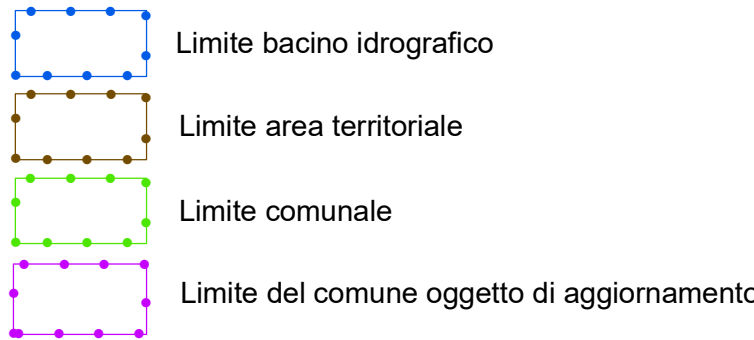 Limite bacino idrografico
Limite area territoriale
Limite comunale
Limite del comune oggetto di aggiornamento